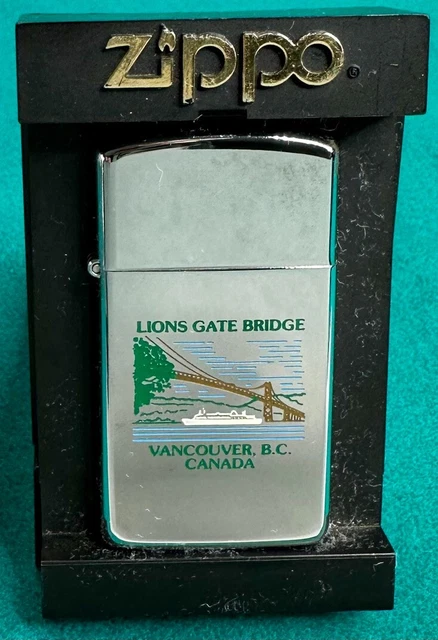 Zippo
LIONS GATE BRIDGE
VANCOUVER, B.C.
CANADA